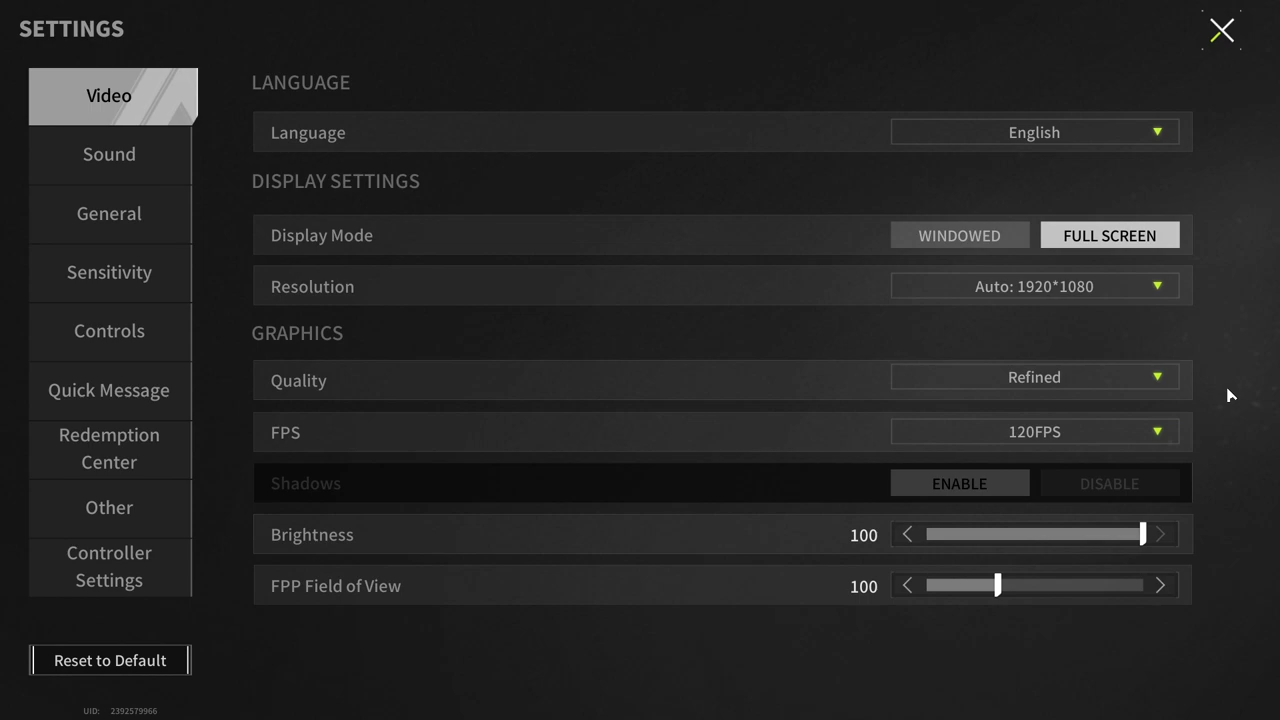 SETTINGS
Video
Sound
General
Sensitivity
Controls
Quick Message
Redemption
Center
Other
Controller
Settings
Reset to Default
UID: 2392579966
LANGUAGE
Language English
DISPLAY SETTINGS
Display Mode WINDOWED FULL SCREEN
Resolution Auto: 1920*1080
GRAPHICS
Quality Refined
FPS 120FPS
Shadows ENABLE DISABLE
Brightness 100
FPP Field of View 100